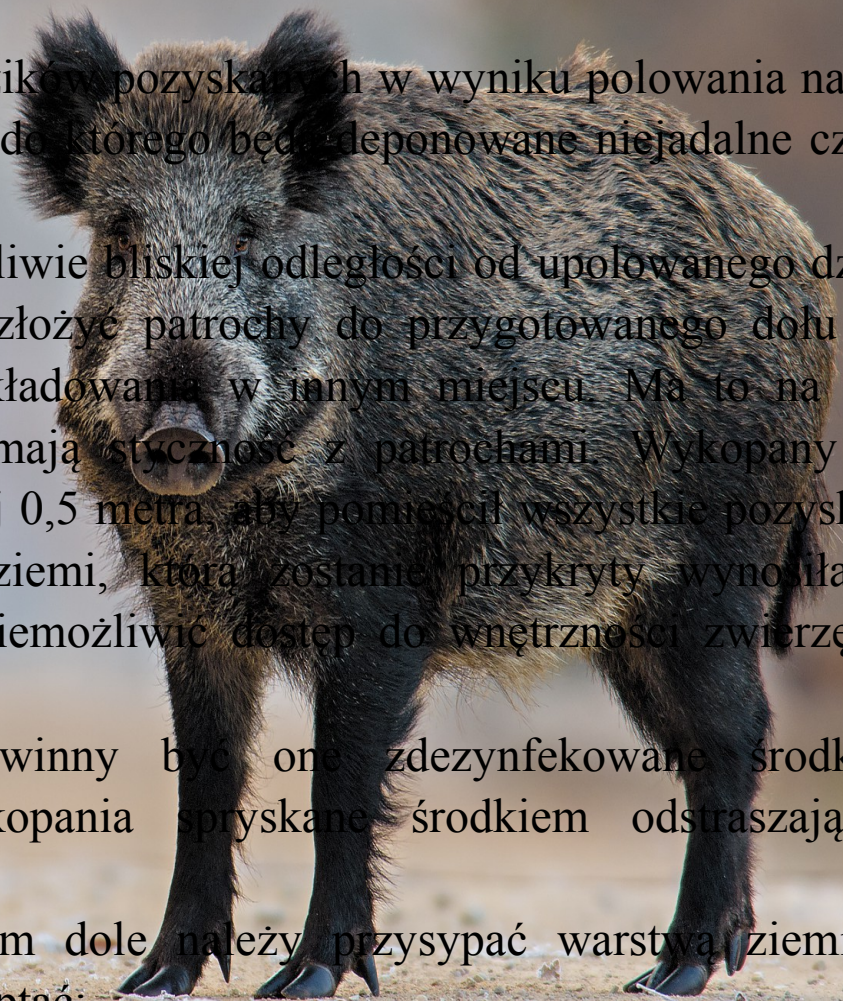 ików pozyskanych w wyniku polowania na
do którego będą deponowane niejadalne cz
liwie bliskiej odległości od upolowanego dz
złożyć patrochy do przygotowanego dołu
kładowania w innym miejscu. Ma to na
mają styczność z patrochami. Wykopany
j 0,5 metra, aby pomieścił wszystkie pozysk
ziemi, którą zostanie przykryty wynosiła
iemożliwić dostęp do wnętrzności zwierzę
winny być one zdezynfekowane środk
kopania spryskane środkiem odstraszają
m dole należy przysypać warstwą ziemi
ptać;